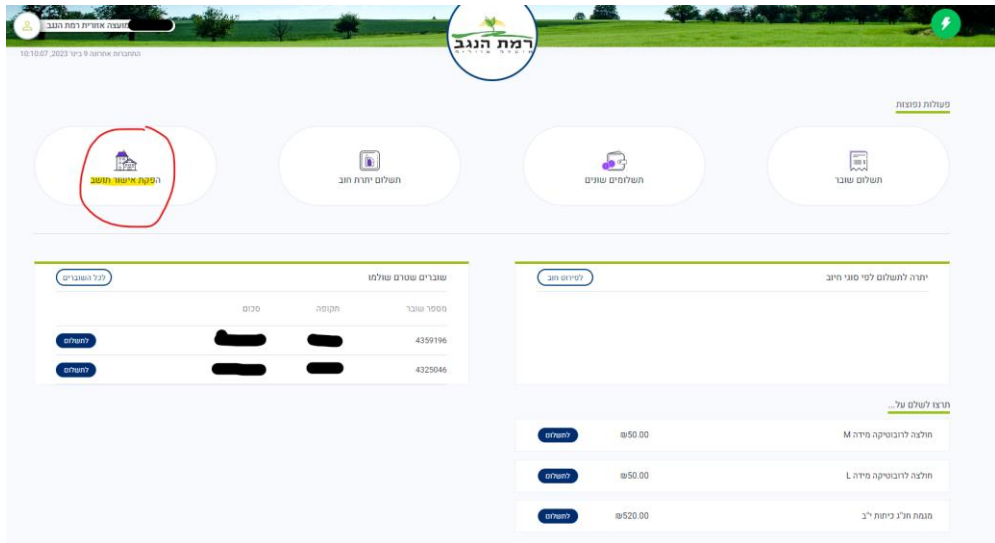 מועצה אזורית רמת הנגב
התחברות אחרונה 9 בינו' 2023, 10:10:07
רמת הנגב
מועצה אזורית
פעולות נפוצות
תשלום שובר
תשלומים שונים
תשלום יתרת חוב
הפקת אישור תושב
יתרה לתשלום לפי סוגי חיוב
לפירוט חוב
שוברים שטרם שולמו
לכל השוברים
מספר שובר תקופה סכום
4359196 לתשלום
4325046 לתשלום
תרצו לשלם על...
חולצה לרובוטיקה מידה M ₪50.00 לתשלום
חולצה לרובוטיקה מידה L ₪50.00 לתשלום
מגמת חנ"ג כיתות י"ב ₪520.00 לתשלום